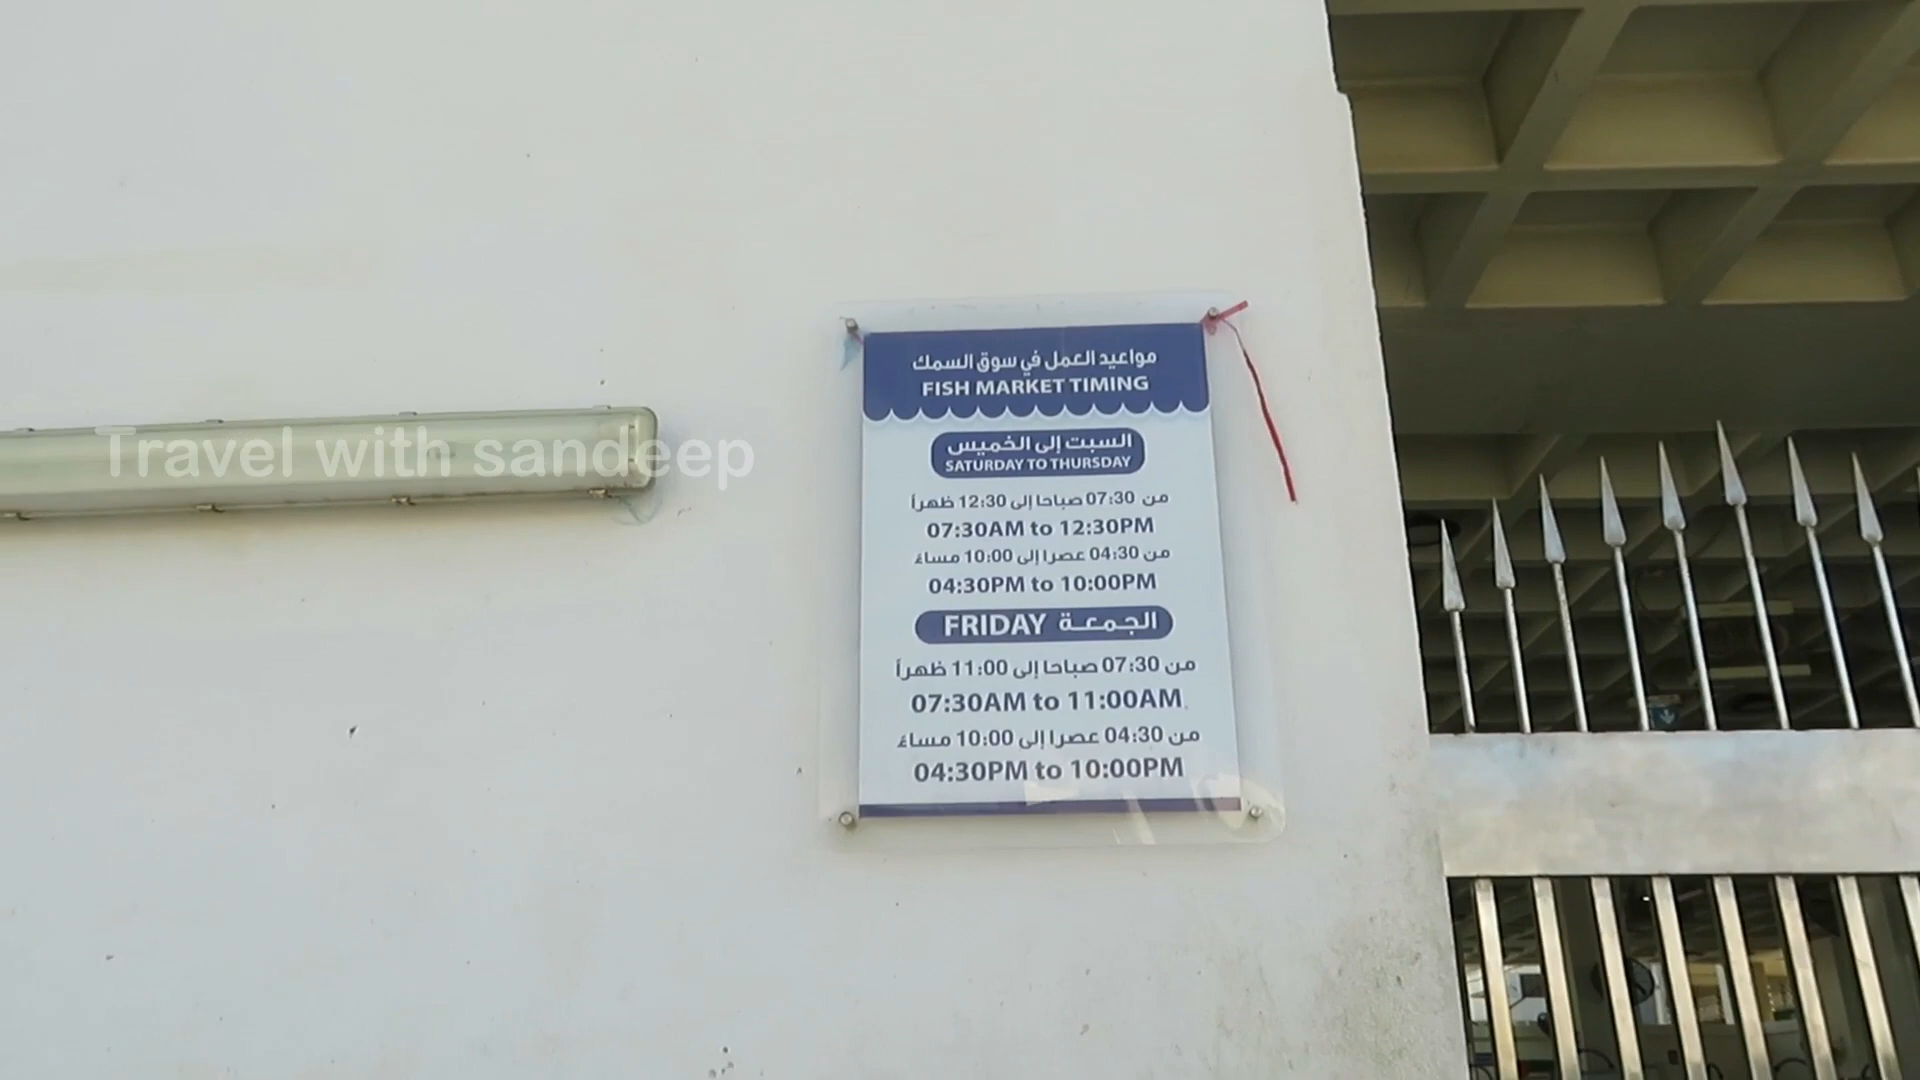 مواعيد العمل في سوق السمك
FISH MARKET TIMING
السبت إلى الخميس
SATURDAY TO THURSDAY
من 07:30 صباحا إلى 12:30 ظهراً
07:30AM to 12:30PM
من 04:30 عصرا إلى 10:00 مساءً
04:30PM to 10:00PM
FRIDAY الجمعة
من 07:30 صباحا إلى 11:00 ظهراً
07:30AM to 11:00AM
من 04:30 عصرا إلى 10:00 مساءً
04:30PM to 10:00PM
Travel with sandeep